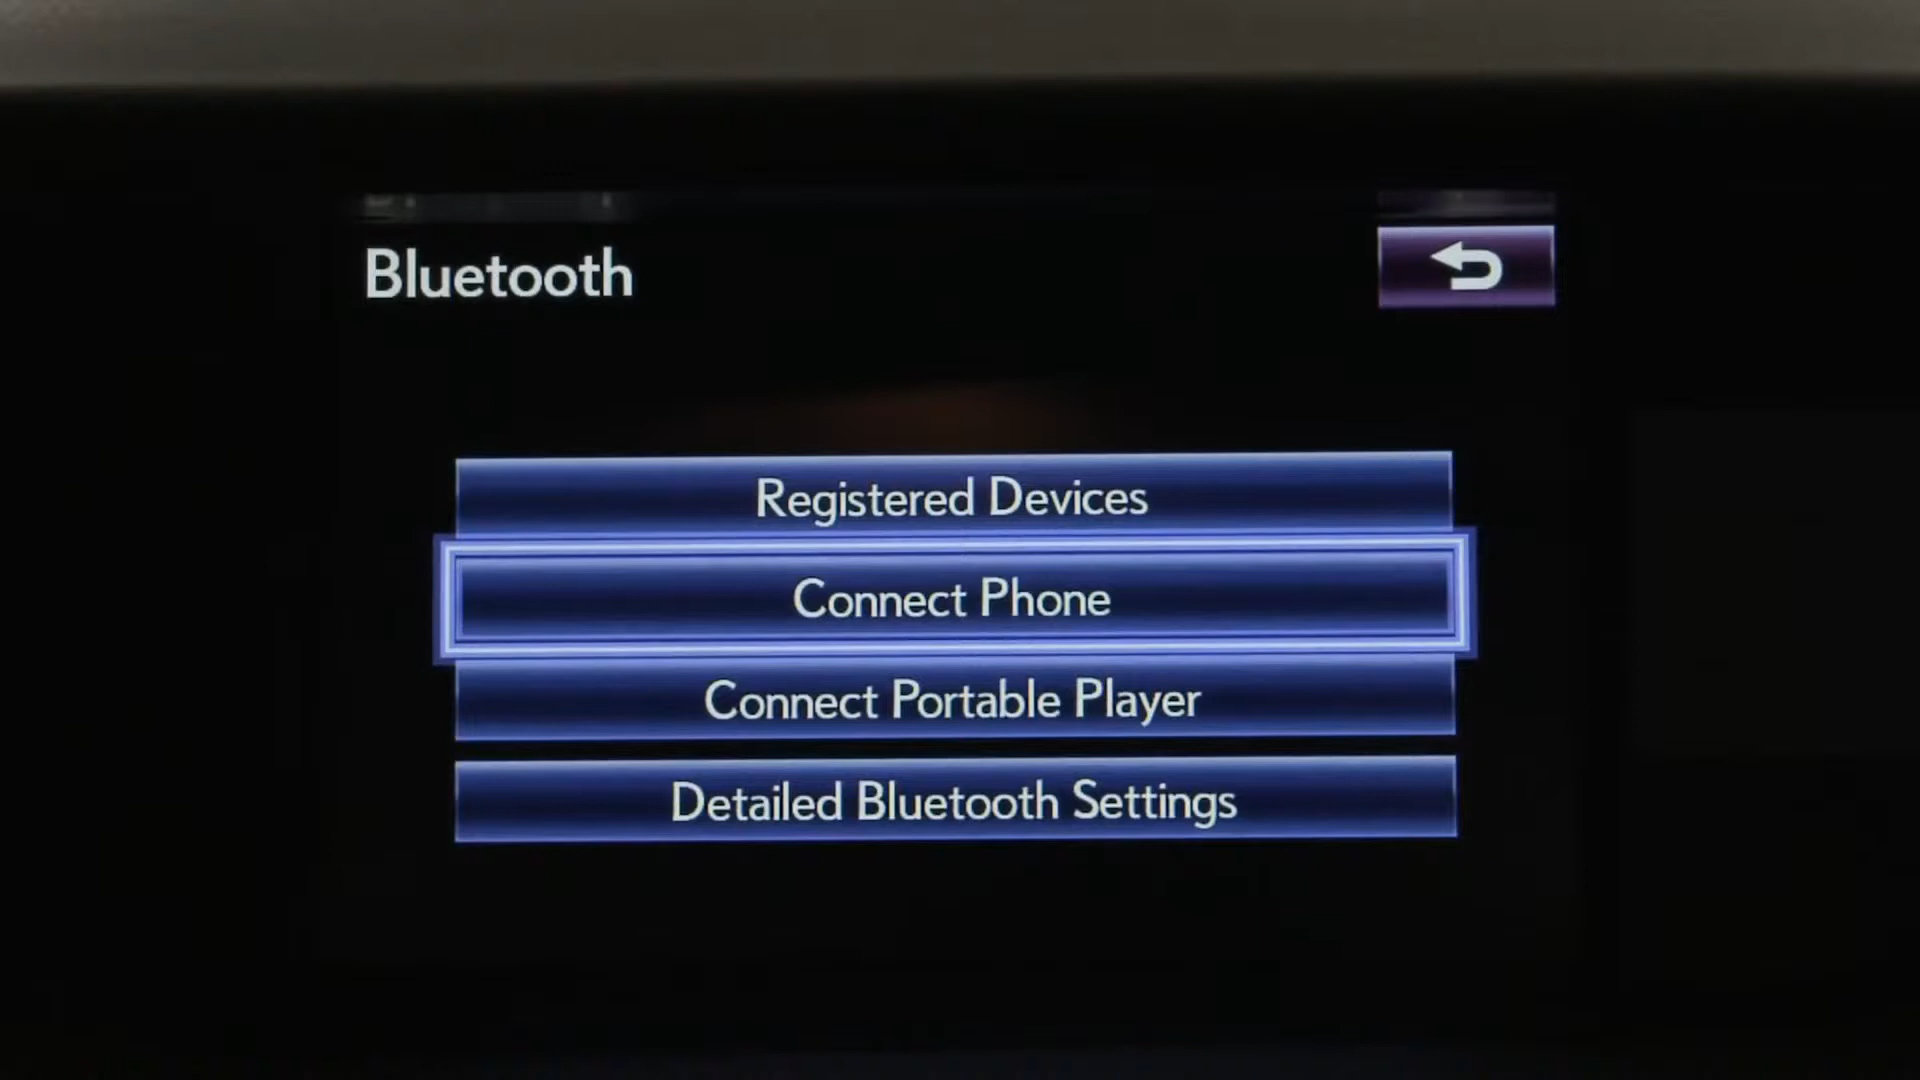 Bluetooth
Registered Devices
Connect Phone
Connect Portable Player
Detailed Bluetooth Settings